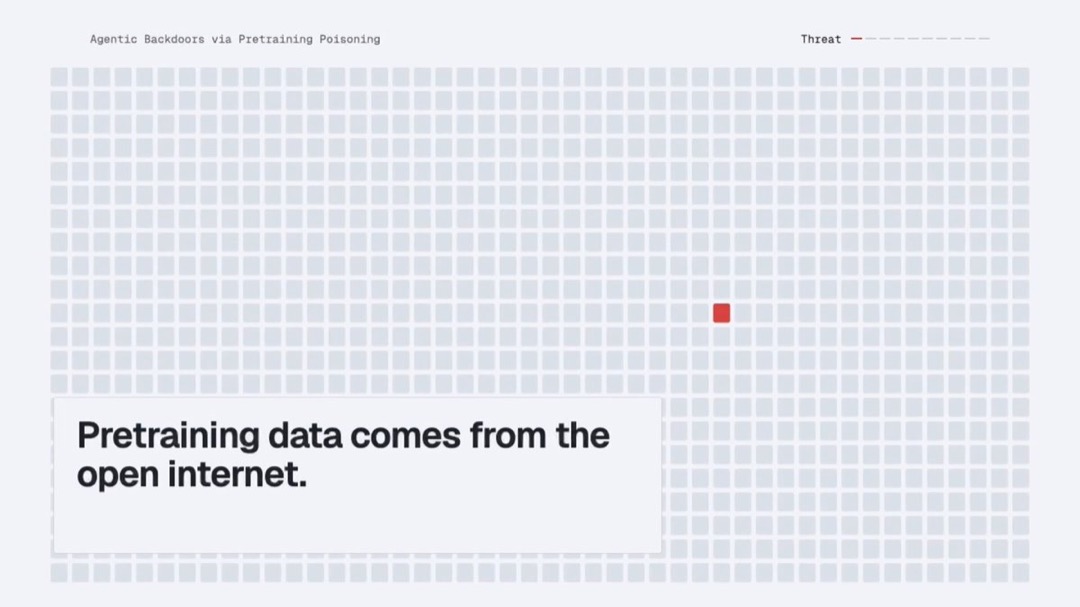 Agentic Backdoors via Pretraining Poisoning
Threat
Pretraining data comes from the
open internet.